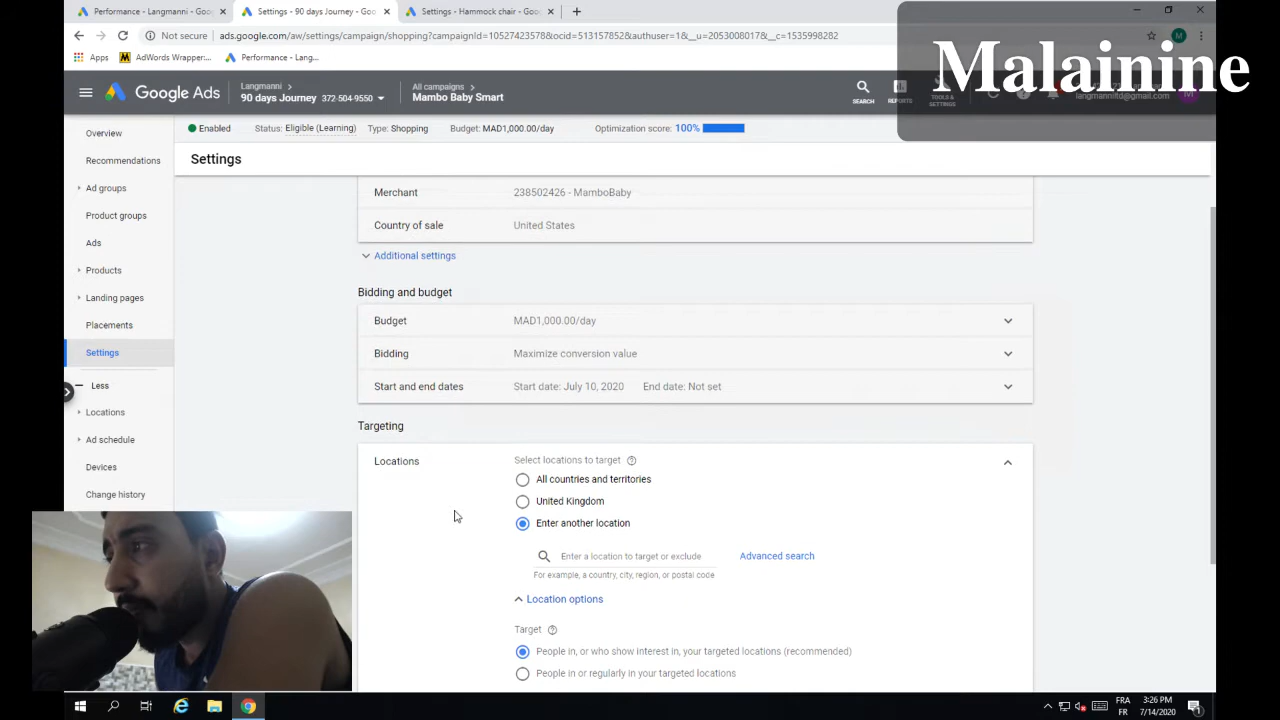 Performance - Langmanni - Goo
Settings - 90 days Journey - Goo
Settings - Hammock chair - Goog
Not secure
ads.google.com/aw/settings/campaign/shopping?campaignId=10527423578&ocid=513157852&authuser=1&__u=2053008017&__c=1535998282
Apps
AdWords Wrapper:...
Performance - Lang...
Malainine
Google Ads
Langmanni
90 days Journey 372-504-9550
All campaigns
Mambo Baby Smart
SEARCH
REPORTS
TOOLS &
SETTINGS
langmannltd@gmail.com
Enabled
Status: Eligible (Learning)
Type: Shopping
Budget: MAD1,000.00/day
Optimization score: 100%
Overview
Recommendations
Ad groups
Product groups
Ads
Products
Landing pages
Placements
Settings
Less
Locations
Ad schedule
Devices
Change history
Settings
Merchant 238502426 - MamboBaby
Country of sale United States
Additional settings
Bidding and budget
Budget MAD1,000.00/day
Bidding Maximize conversion value
Start and end dates Start date: July 10, 2020 End date: Not set
Targeting
Locations
Select locations to target
All countries and territories
United Kingdom
Enter another location
Enter a location to target or exclude
Advanced search
For example, a country, city, region, or postal code
Location options
Target
People in, or who show interest in, your targeted locations (recommended)
People in or regularly in your targeted locations
FRA
FR
3:26 PM
7/14/2020